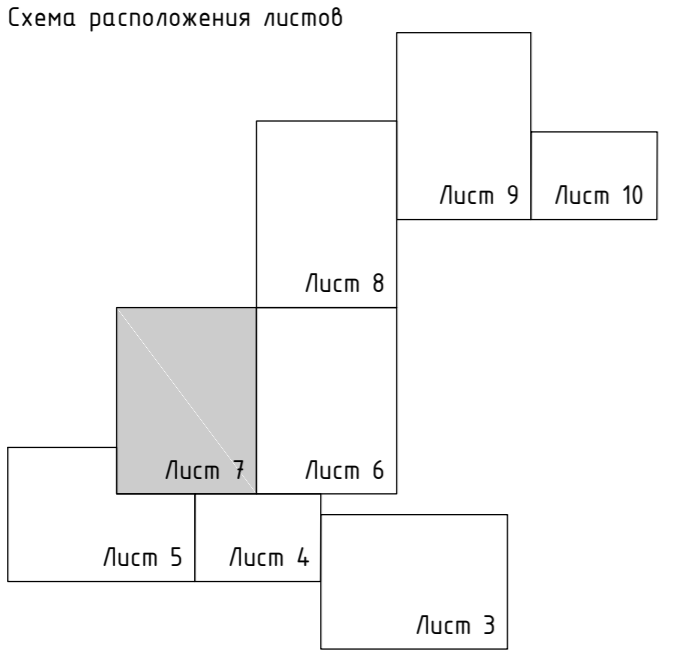 Схема расположения листов
Лист 9
Лист 10
Лист 8
Лист 7
Лист 6
Лист 5
Лист 4
Лист 3